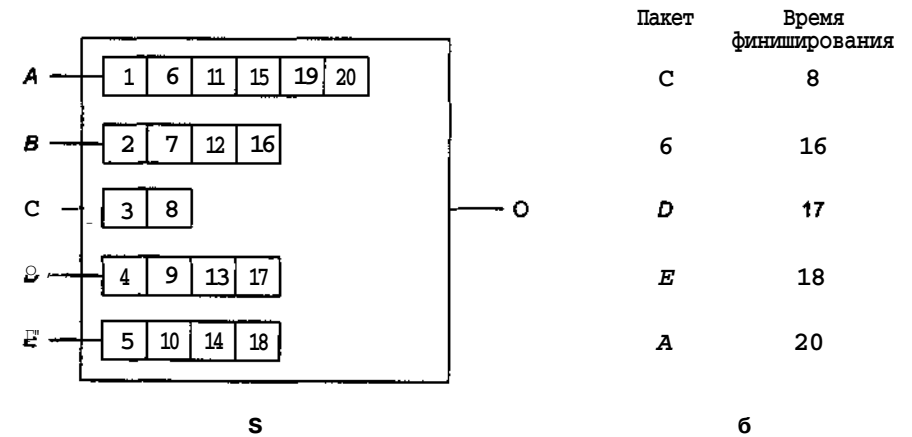 Пакет Время
финиширования
A 1 6 11 15 19 20
C 8
B 2 7 12 16
6 16
C 3 8
O
D 17
4 9 13 17
E 18
E 5 10 14 18
A 20
S б